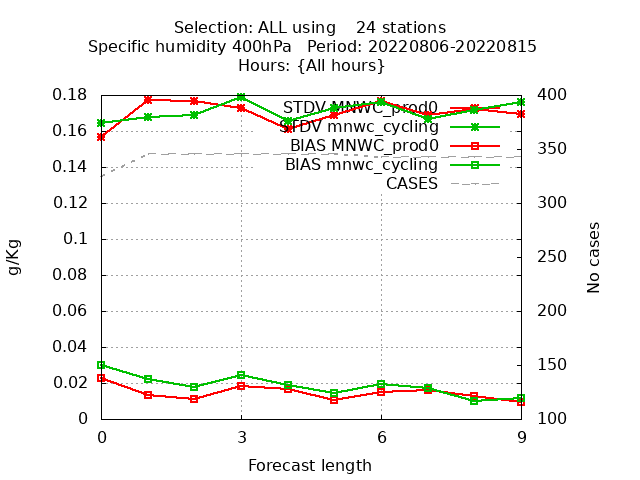 Selection: ALL using 24 stations
Specific humidity 400hPa Period: 20220806-20220815
Hours: {All hours}
STDV MNWC_prod0
STDV mnwc_cycling
BIAS MNWC_prod0
BIAS mnwc_cycling
CASES
g/Kg
0.18
0.16
0.14
0.12
0.1
0.08
0.06
0.04
0.02
0
No cases
400
350
300
250
200
150
100
0 3 6 9
Forecast length